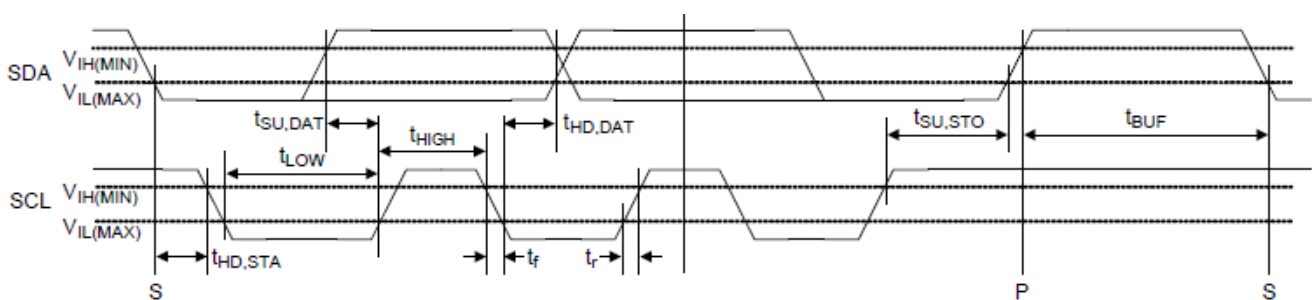 SDA
VIH(MIN)
VIL(MAX)
tSU,DAT
tHIGH
tHD,DAT
tSU,STO
tBUF
tLOW
SCL
VIH(MIN)
VIL(MAX)
tHD,STA
tf
tr
S
P
S